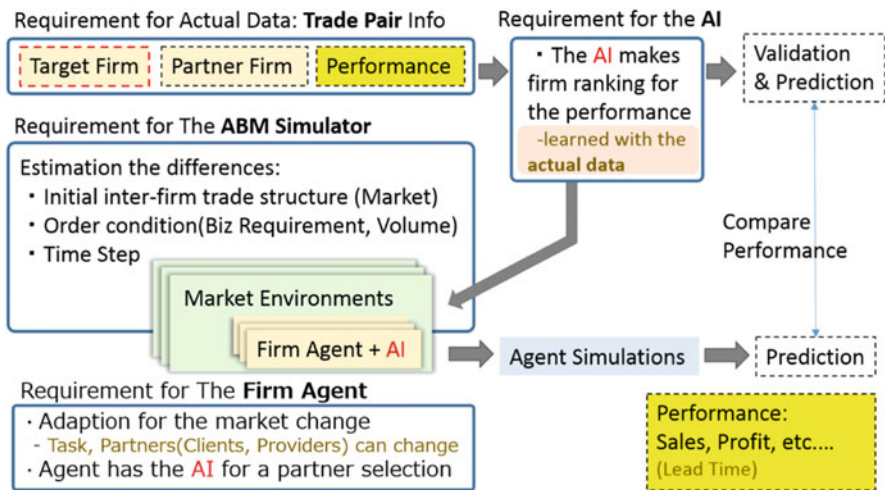 Requirement for Actual Data: Trade Pair Info
Target Firm
Partner Firm
Performance
Requirement for the AI
・The AI makes
firm ranking for
the performance
-learned with the
actual data
Validation
& Prediction
Requirement for The ABM Simulator
Estimation the differences:
・Initial inter-firm trade structure (Market)
・Order condition(Biz Requirement, Volume)
・Time Step
Market Environments
Firm Agent + AI
Compare
Performance
Agent Simulations
Prediction
Requirement for The Firm Agent
・Adaption for the market change
- Task, Partners(Clients, Providers) can change
・Agent has the AI for a partner selection
Performance:
Sales, Profit, etc....
(Lead Time)